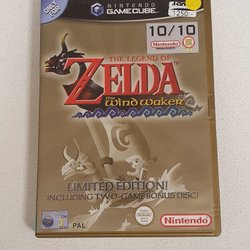 NINTENDO
GAMECUBE
10/10
Nintendo
THE LEGEND OF
ZELDA
The Wind Waker
LIMITED EDITION!
INCLUDING TWO-GAME BONUS DISC!
PAL
Nintendo